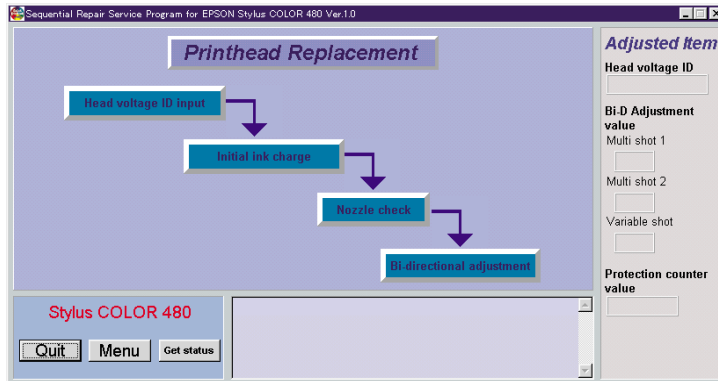 Sequential Repair Service Program for EPSON Stylus COLOR 480 Ver.1.0
Printhead Replacement
Head voltage ID input
Initial ink charge
Nozzle check
Bi-directional adjustment
Adjusted Item
Head voltage ID
Bi-D Adjustment
value
Multi shot 1
Multi shot 2
Variable shot
Protection counter
value
Stylus COLOR 480
Quit
Menu
Get status